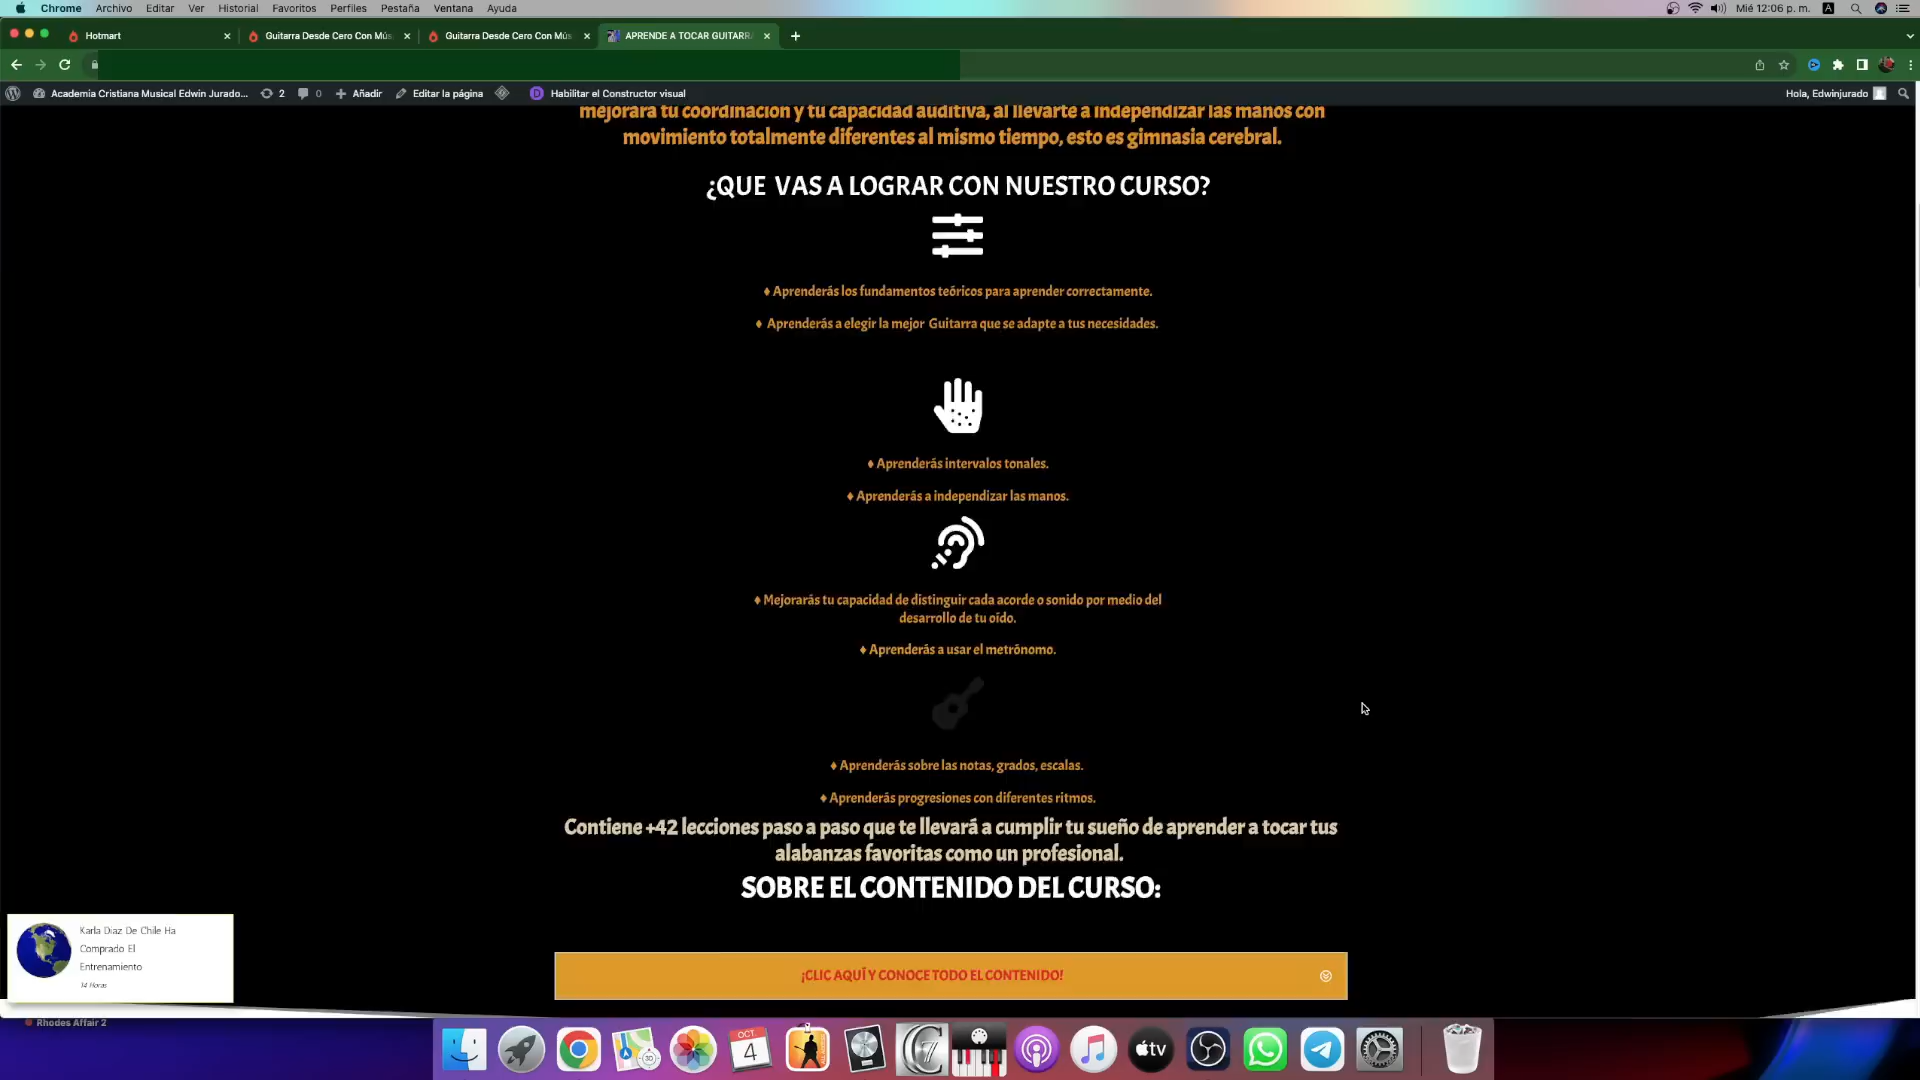 Chrome Archivo Editar Ver Historial Favoritos Perfiles Pestaña Ventana Ayuda Mié 12:06 p. m. A
Hotmart Guitarra Desde Cero Con Mús Guitarra Desde Cero Con Mús APRENDE A TOCAR GUITARR
Academia Cristiana Musical Edwin Jurado... 2 0 Añadir Editar la página Habilitar el Constructor visual Hola, Edwinjurado
mejorará tu coordinación y tu capacidad auditiva, al llevarte a independizar las manos con
movimiento totalmente diferentes al mismo tiempo, esto es gimnasia cerebral.
¿QUE VAS A LOGRAR CON NUESTRO CURSO?
♦ Aprenderás los fundamentos teóricos para aprender correctamente.
♦ Aprenderás a elegir la mejor Guitarra que se adapte a tus necesidades.
♦ Aprenderás intervalos tonales.
♦ Aprenderás a independizar las manos.
♦ Mejorarás tu capacidad de distinguir cada acorde o sonido por medio del
desarrollo de tu oído.
♦ Aprenderás a usar el metrónomo.
♦ Aprenderás sobre las notas, grados, escalas.
♦ Aprenderás progresiones con diferentes ritmos.
Contiene +42 lecciones paso a paso que te llevará a cumplir tu sueño de aprender a tocar tus
alabanzas favoritas como un profesional.
SOBRE EL CONTENIDO DEL CURSO:
Karla Diaz De Chile Ha
Comprado El
Entrenamiento
14 Horas
¡CLIC AQUÍ Y CONOCE TODO EL CONTENIDO!
Rhodes Affair 2
OCT.
4
3D
C7
tv